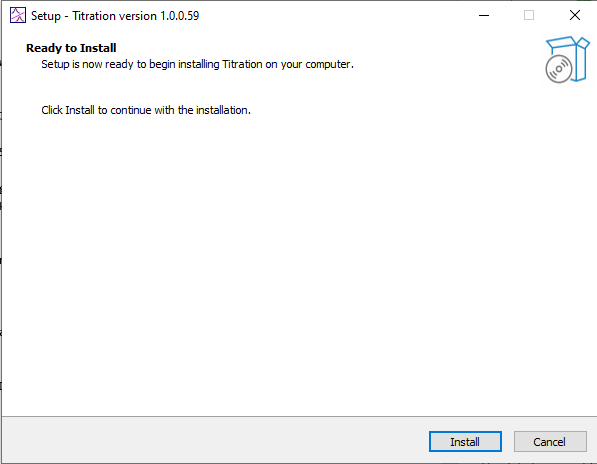 Setup - Titration version 1.0.0.59
Ready to Install
Setup is now ready to begin installing Titration on your computer.
Click Install to continue with the installation.
Install
Cancel